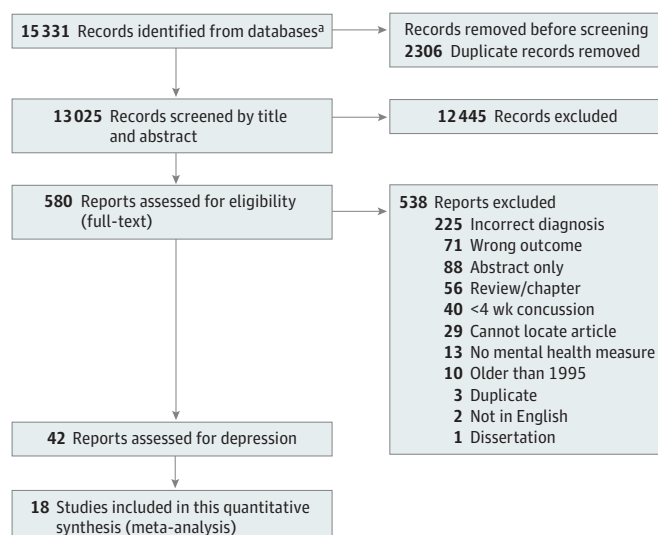 15 331 Records identified from databasesa
Records removed before screening
2306 Duplicate records removed
13 025 Records screened by title
and abstract
12 445 Records excluded
580 Reports assessed for eligibility
(full-text)
538 Reports excluded
225 Incorrect diagnosis
71 Wrong outcome
88 Abstract only
56 Review/chapter
40 <4 wk concussion
29 Cannot locate article
13 No mental health measure
10 Older than 1995
3 Duplicate
2 Not in English
1 Dissertation
42 Reports assessed for depression
18 Studies included in this quantitative
synthesis (meta-analysis)